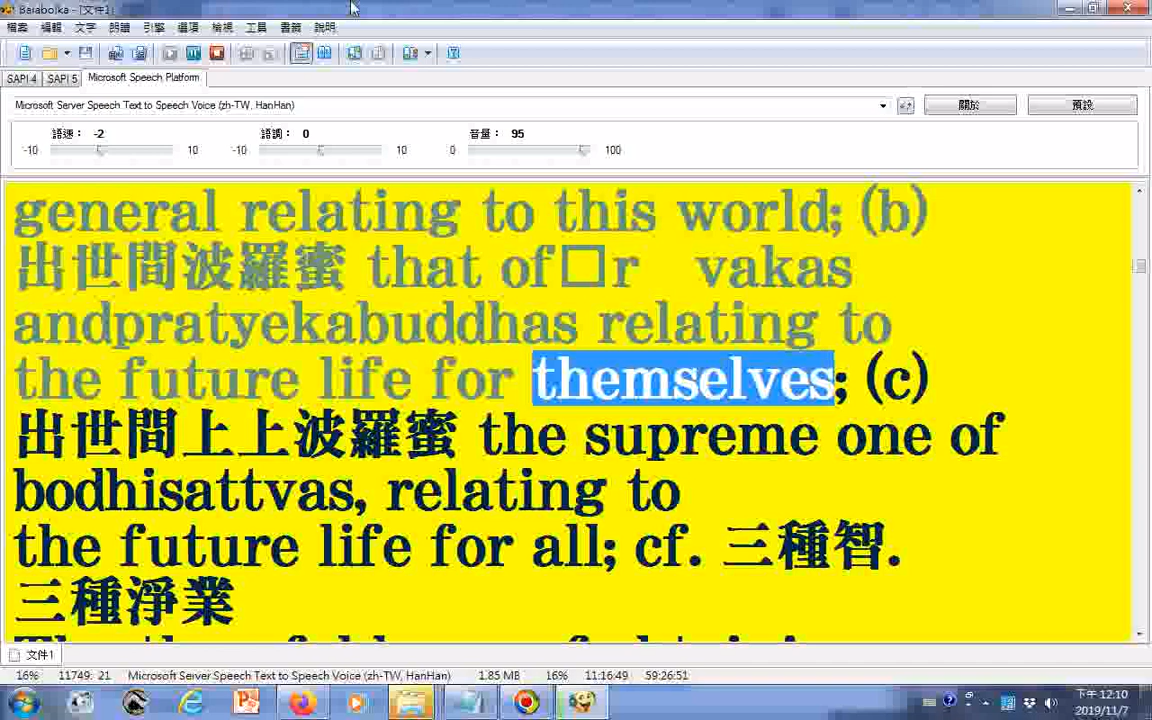 Balabolka - [文件1]
檔案 編輯 文字 朗讀 引擎 選項 檢視 工具 書籤 說明
SAPI 4 SAPI 5 Microsoft Speech Platform
Microsoft Server Speech Text to Speech Voice (zh-TW, HanHan) 關於 預設
語速： -2 語調： 0 音量： 95
-10 10 -10 10 0 100
general relating to this world; (b)
出世間波羅蜜 that of□r vakas
andpratyekabuddhas relating to
the future life for themselves; (c)
出世間上上波羅蜜 the supreme one of
bodhisattvas, relating to
the future life for all; cf. 三種智.
三種淨業
文件1
16% 11749: 21 Microsoft Server Speech Text to Speech Voice (zh-TW, HanHan) 1.85 MB 16% 11:16:49 59:26:51
下午 12:10
2019/11/7